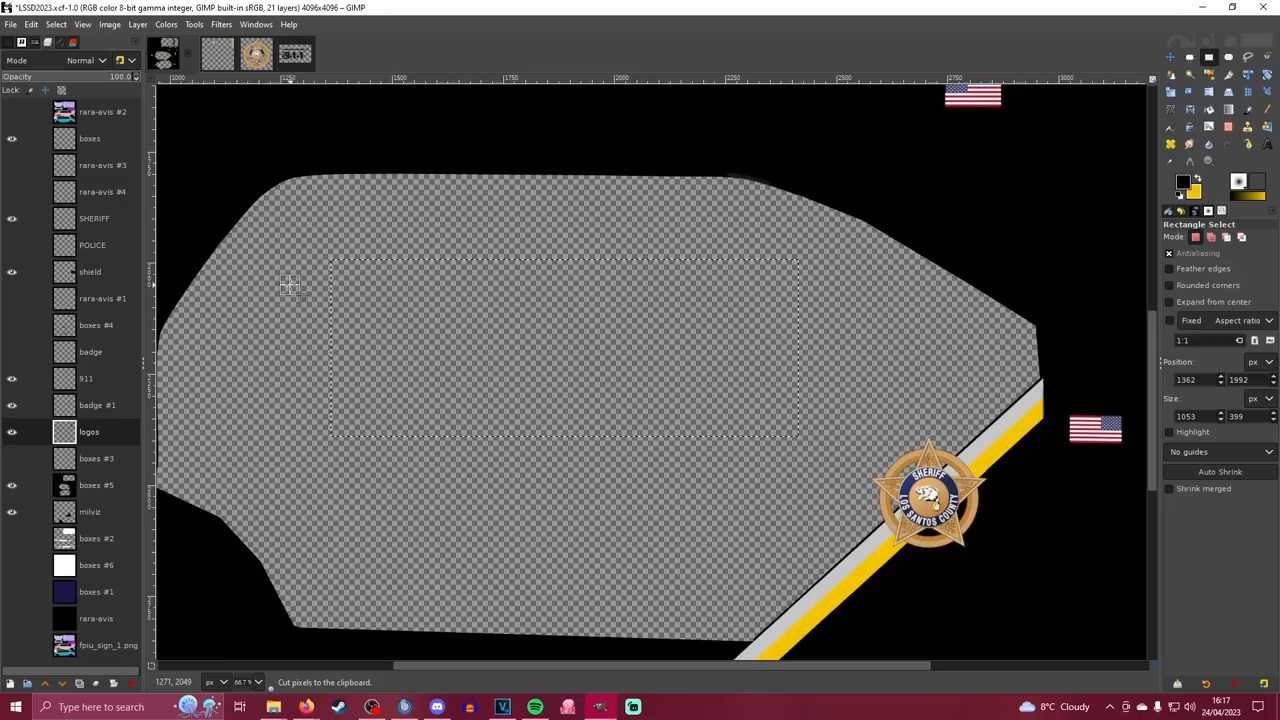 *LSSD2023.xcf-1.0 (RGB color 8-bit gamma integer, GIMP built-in sRGB, 21 layers) 4096x4096 – GIMP
File Edit Select View Image Layer Colors Tools Filters Windows Help
Mode Normal
Opacity 100.0
Lock:
rara-avis #2
boxes
rara-avis #3
rara-avis #4
SHERIFF
POLICE
shield
rara-avis #1
boxes #4
badge
911
badge #1
logos
boxes #3
boxes #5
milviz
boxes #2
boxes #6
boxes #1
rara-avis
fpiu_sign_1.png
1000 1250 1500 1750 2000 2250 2500 2750 3000
SHERIFF
LOS SANTOS COUNTY
Rectangle Select
Mode:
Antialiasing
Feather edges
Rounded corners
Expand from center
Fixed Aspect ratio
1:1
Position: px
1362 1992
Size: px
1053 399
Highlight
No guides
Auto Shrink
Shrink merged
1271, 2049 px 66.7 % Cut pixels to the clipboard.
Type here to search
8°C Cloudy
16:17
24/04/2023